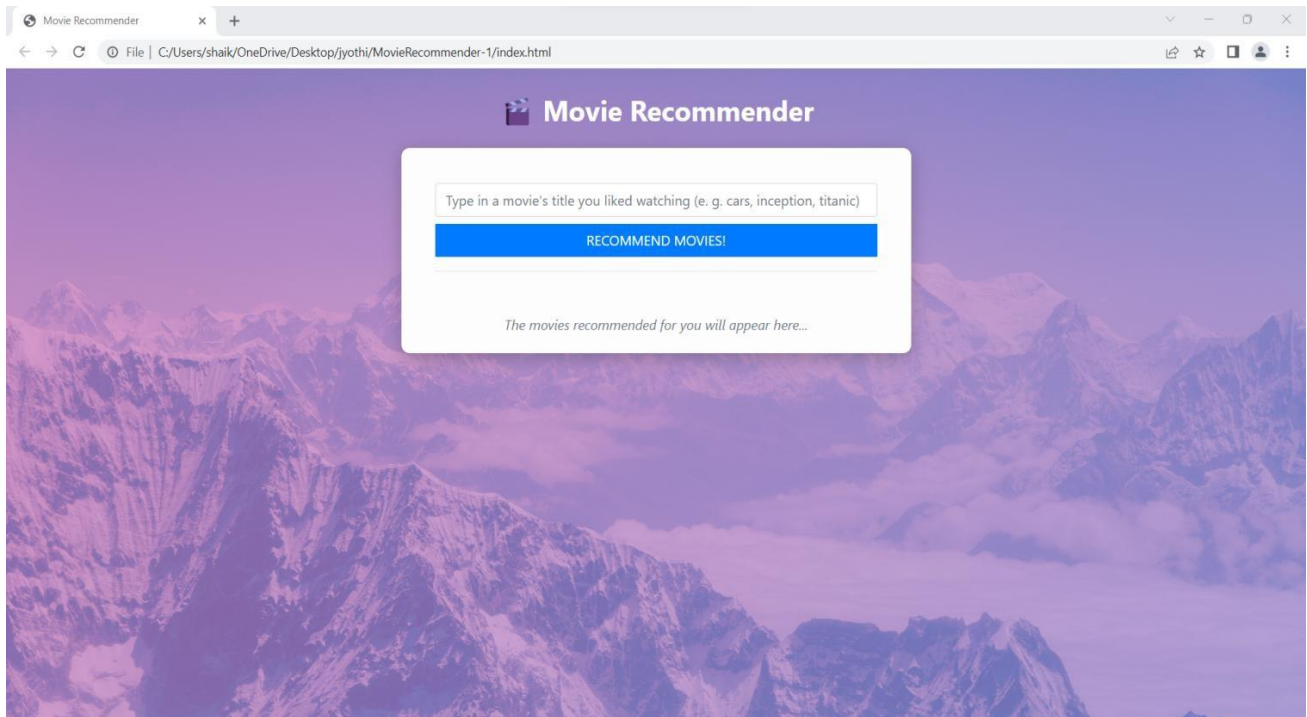 Movie Recommender
File | C:/Users/shaik/OneDrive/Desktop/jyothi/MovieRecommender-1/index.html
Movie Recommender
Type in a movie's title you liked watching (e. g. cars, inception, titanic)
RECOMMEND MOVIES!
The movies recommended for you will appear here...